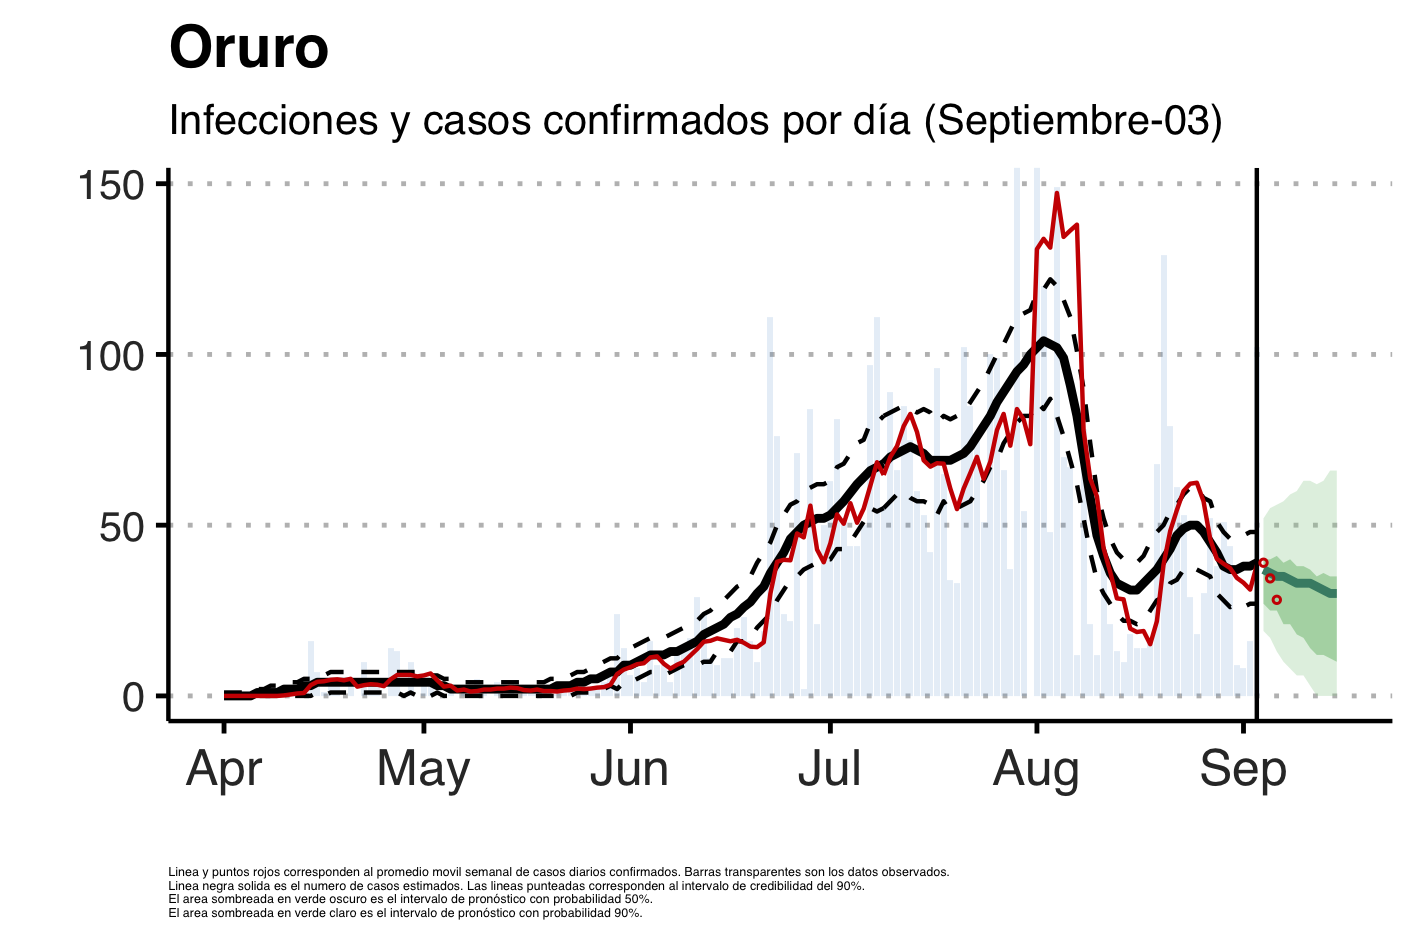 Oruro
Infecciones y casos confirmados por día (Septiembre-03)
150
100
50
0
Apr May Jun Jul Aug Sep
Linea y puntos rojos corresponden al promedio movil semanal de casos diarios confirmados. Barras transparentes son los datos observados.
Linea negra solida es el numero de casos estimados. Las lineas punteadas corresponden al intervalo de credibilidad del 90%.
El area sombreada en verde oscuro es el intervalo de pronóstico con probabilidad 50%.
El area sombreada en verde claro es el intervalo de pronóstico con probabilidad 90%.